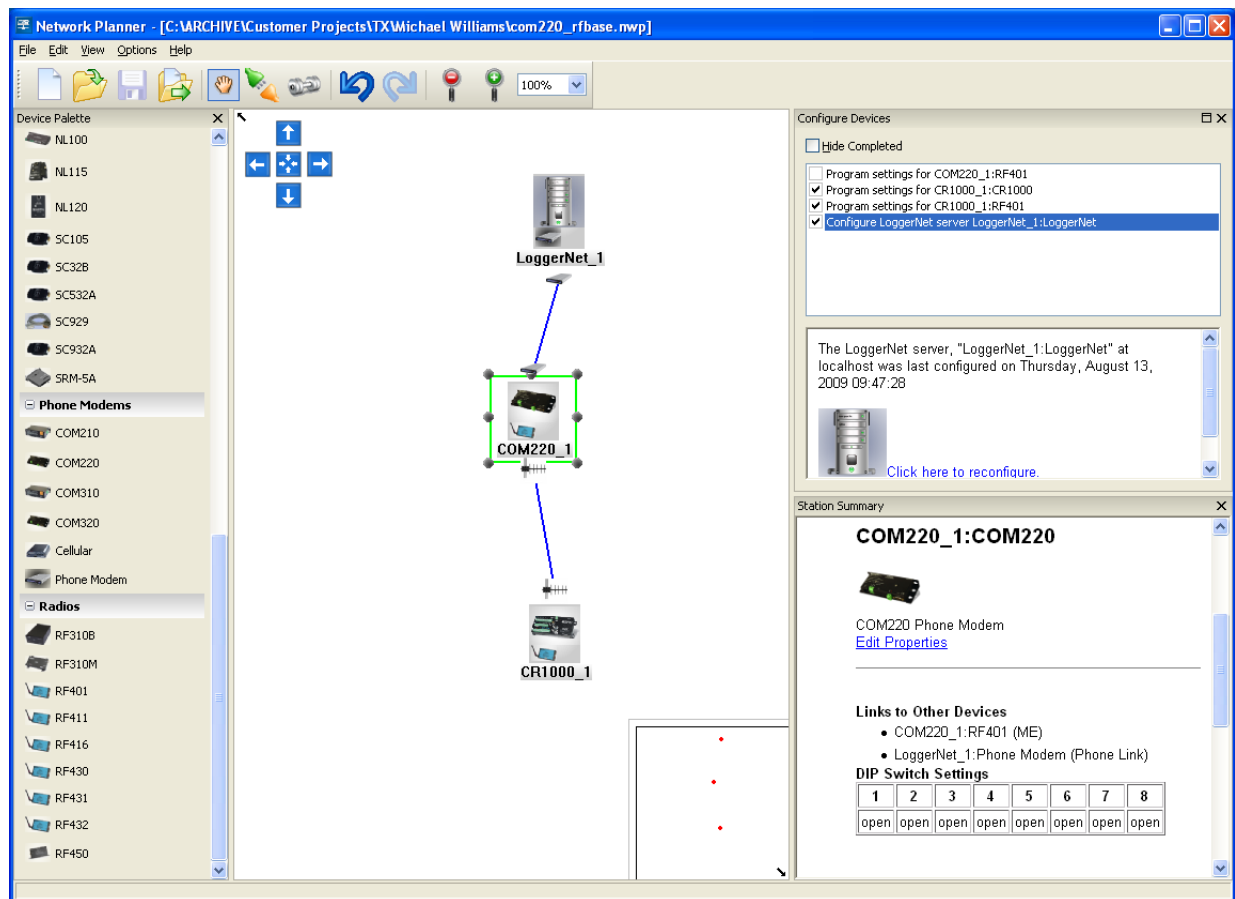 Network Planner - [C:\ARCHIVE\Customer Projects\TX\Michael Williams\com220_rfbase.nwp]
File Edit View Options Help
100%
Device Palette
NL100
NL115
NL120
SC105
SC32B
SC532A
SC929
SC932A
SRM-5A
Phone Modems
COM210
COM220
COM310
COM320
Cellular
Phone Modem
Radios
RF310B
RF310M
RF401
RF411
RF416
RF430
RF431
RF432
RF450
LoggerNet_1
COM220_1
CR1000_1
Configure Devices
Hide Completed
Program settings for COM220_1:RF401
Program settings for CR1000_1:CR1000
Program settings for CR1000_1:RF401
Configure LoggerNet server LoggerNet_1:LoggerNet
The LoggerNet server, "LoggerNet_1:LoggerNet" at
localhost was last configured on Thursday, August 13,
2009 09:47:28
Click here to reconfigure.
Station Summary
COM220_1:COM220
COM220 Phone Modem
Edit Properties
Links to Other Devices
COM220_1:RF401 (ME)
LoggerNet_1:Phone Modem (Phone Link)
DIP Switch Settings
1 2 3 4 5 6 7 8
open open open open open open open open